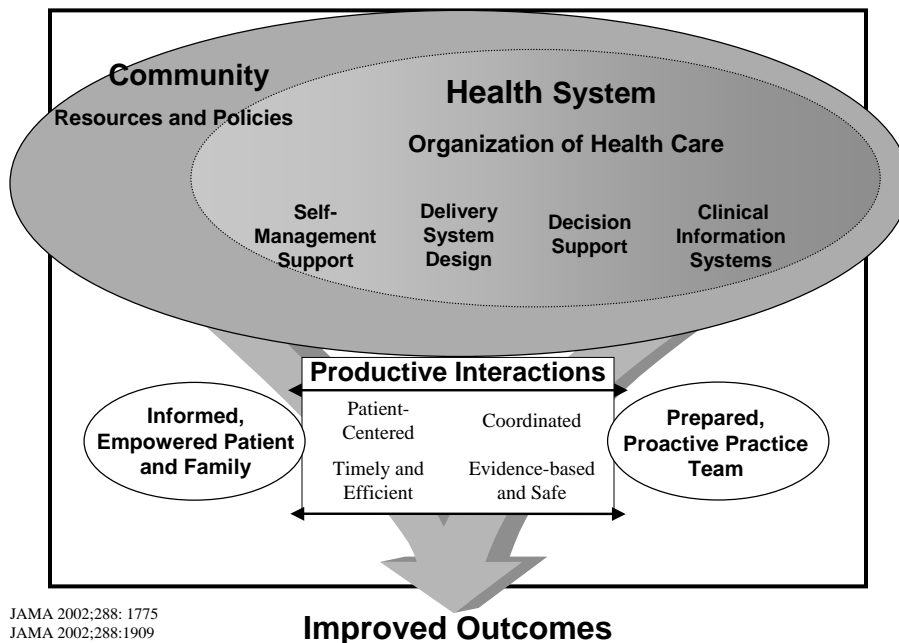 Community
Resources and Policies
Health System
Organization of Health Care
Self-
Management
Support
Delivery
System
Design
Decision
Support
Clinical
Information
Systems
Productive Interactions
Informed,
Empowered Patient
and Family
Patient-
Centered
Coordinated
Timely and
Efficient
Evidence-based
and Safe
Prepared,
Proactive Practice
Team
JAMA 2002;288: 1775
JAMA 2002;288:1909
Improved Outcomes